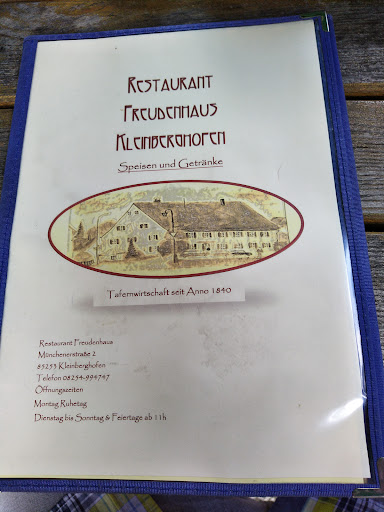 RESTAURANT
FREUDENHAUS
KLEINBERGHOFEN
Speisen und Getränke
Tafernwirtschaft seit Anno 1840
Restaurant Freudenhaus
Münchenerstraße 2
85253 Kleinberghofen
Telefon 08254-994747
Öffnungszeiten
Montag Ruhetag
Dienstag bis Sonntag & Feiertage ab 11h